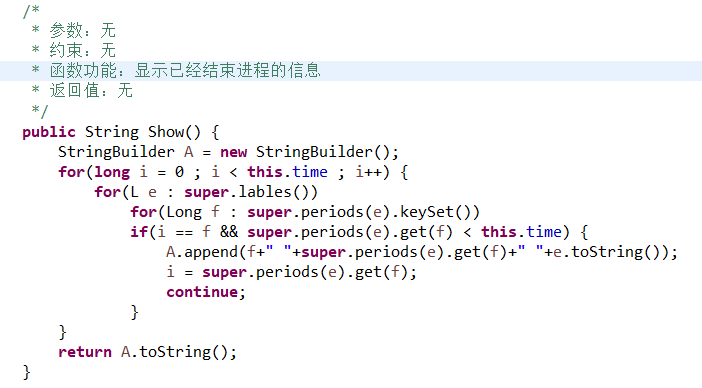 /*
 * 参数：无
 * 约束：无
 * 函数功能：显示已经结束进程的信息
 * 返回值：无
 */
public String Show() {
    StringBuilder A = new StringBuilder();
    for(long i = 0 ; i < this.time ; i++) {
        for(L e : super.lables())
            for(Long f : super.periods(e).keySet())
            if(i == f && super.periods(e).get(f) < this.time) {
                A.append(f+" "+super.periods(e).get(f)+" "+e.toString());
                i = super.periods(e).get(f);
                continue;
            }
    }
    return A.toString();
}